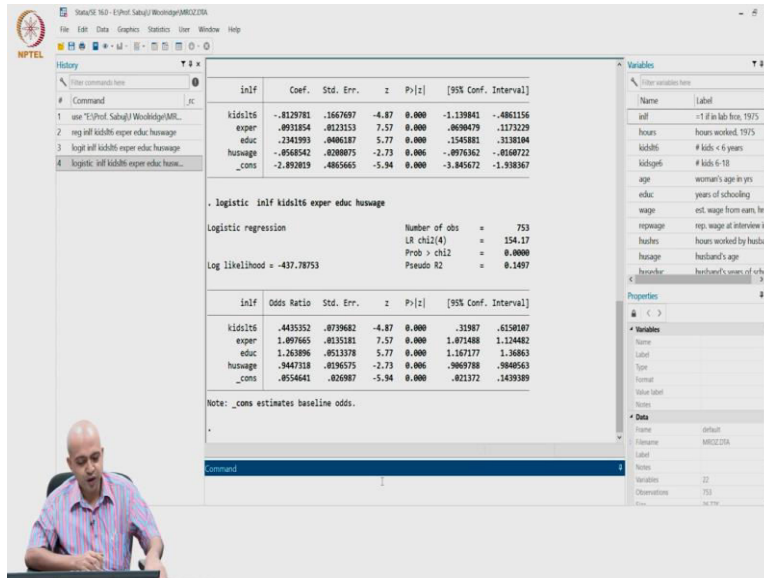 Stata/SE 16.0 - E:\Prof. Sabuj\J Woolridge\MROZ.DTA
File Edit Data Graphics Statistics User Window Help
NPTEL
History
Filter commands here
# Command _rc
1 use "E:\Prof. Sabuj\J Woolridge\MR...
2 reg inlf kidslt6 exper educ huswage
3 logit inlf kidslt6 exper educ huswage
4 logistic inlf kidslt6 exper educ husw...
inlf Coef. Std. Err. z P>|z| [95% Conf. Interval]
kidslt6 -.8129781 .1667697 -4.87 0.000 -1.139841 -.4861156
exper .0931854 .0123153 7.57 0.000 .0690479 .1173229
educ .2341993 .0406187 5.77 0.000 .1545881 .3138104
huswage -.0568542 .0208075 -2.73 0.006 -.0976362 -.0160722
_cons -2.892019 .4865665 -5.94 0.000 -3.845672 -1.938367
. logistic inlf kidslt6 exper educ huswage
Logistic regression Number of obs = 753
LR chi2(4) = 154.17
Prob > chi2 = 0.0000
Log likelihood = -437.78753 Pseudo R2 = 0.1497
inlf Odds Ratio Std. Err. z P>|z| [95% Conf. Interval]
kidslt6 .4435352 .0739682 -4.87 0.000 .31987 .6150107
exper 1.097665 .0135181 7.57 0.000 1.071488 1.124482
educ 1.263896 .0513378 5.77 0.000 1.167177 1.36863
huswage .9447318 .0196575 -2.73 0.006 .9069788 .9840563
_cons .0554641 .026987 -5.94 0.000 .021372 .1439389
Note: _cons estimates baseline odds.
.
Command
Variables
Filter variables here
Name Label
inlf =1 if in lab frce, 1975
hours hours worked, 1975
kidslt6 # kids < 6 years
kidsge6 # kids 6-18
age woman's age in yrs
educ years of schooling
wage est. wage from earn, hr
repwage rep. wage at interview i
hushrs hours worked by husba
husage husband's age
huseduc husband's years of sch
Properties
Variables
Name
Label
Type
Format
Value label
Notes
Data
Frame default
Filename MROZ.DTA
Label
Notes
Variables 22
Observations 753